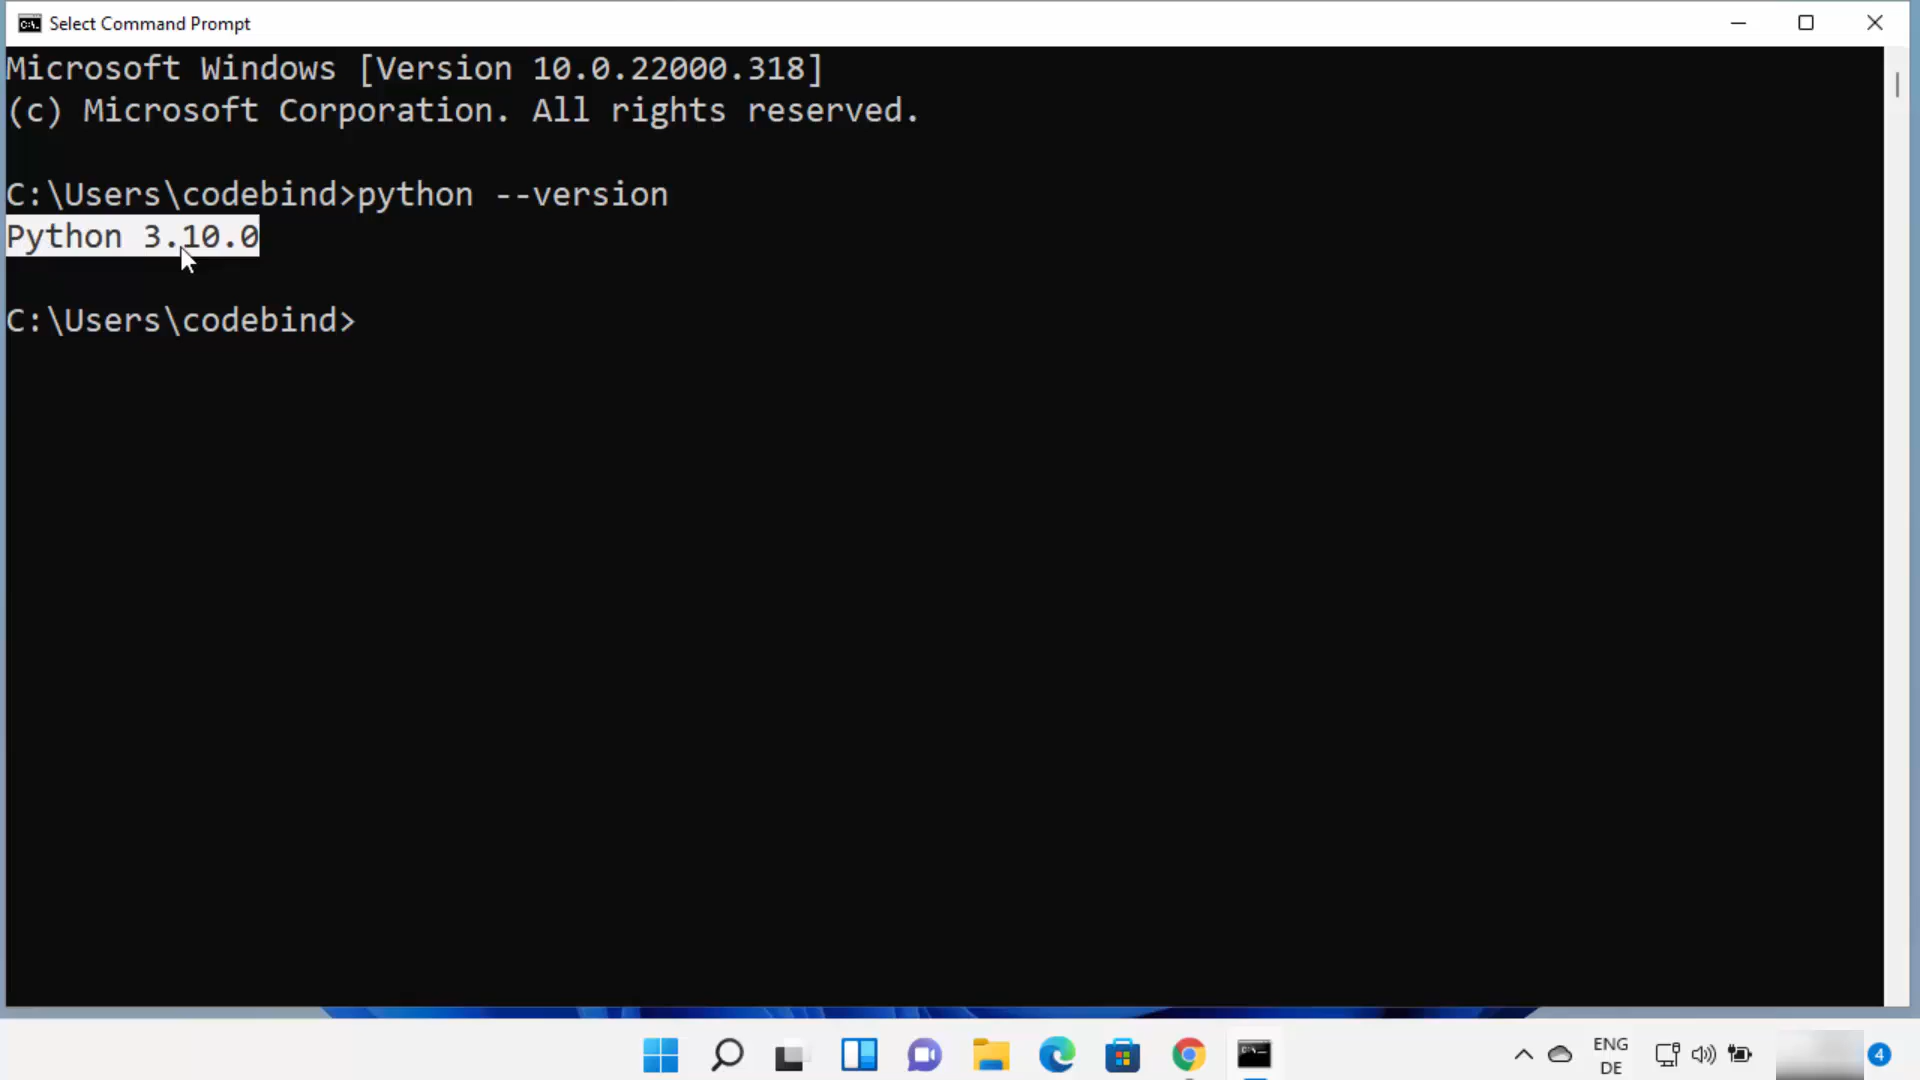 Select Command Prompt
Microsoft Windows [Version 10.0.22000.318]
(c) Microsoft Corporation. All rights reserved.
C:\Users\codebind>python --version
Python 3.10.0
C:\Users\codebind>
ENG
DE
4